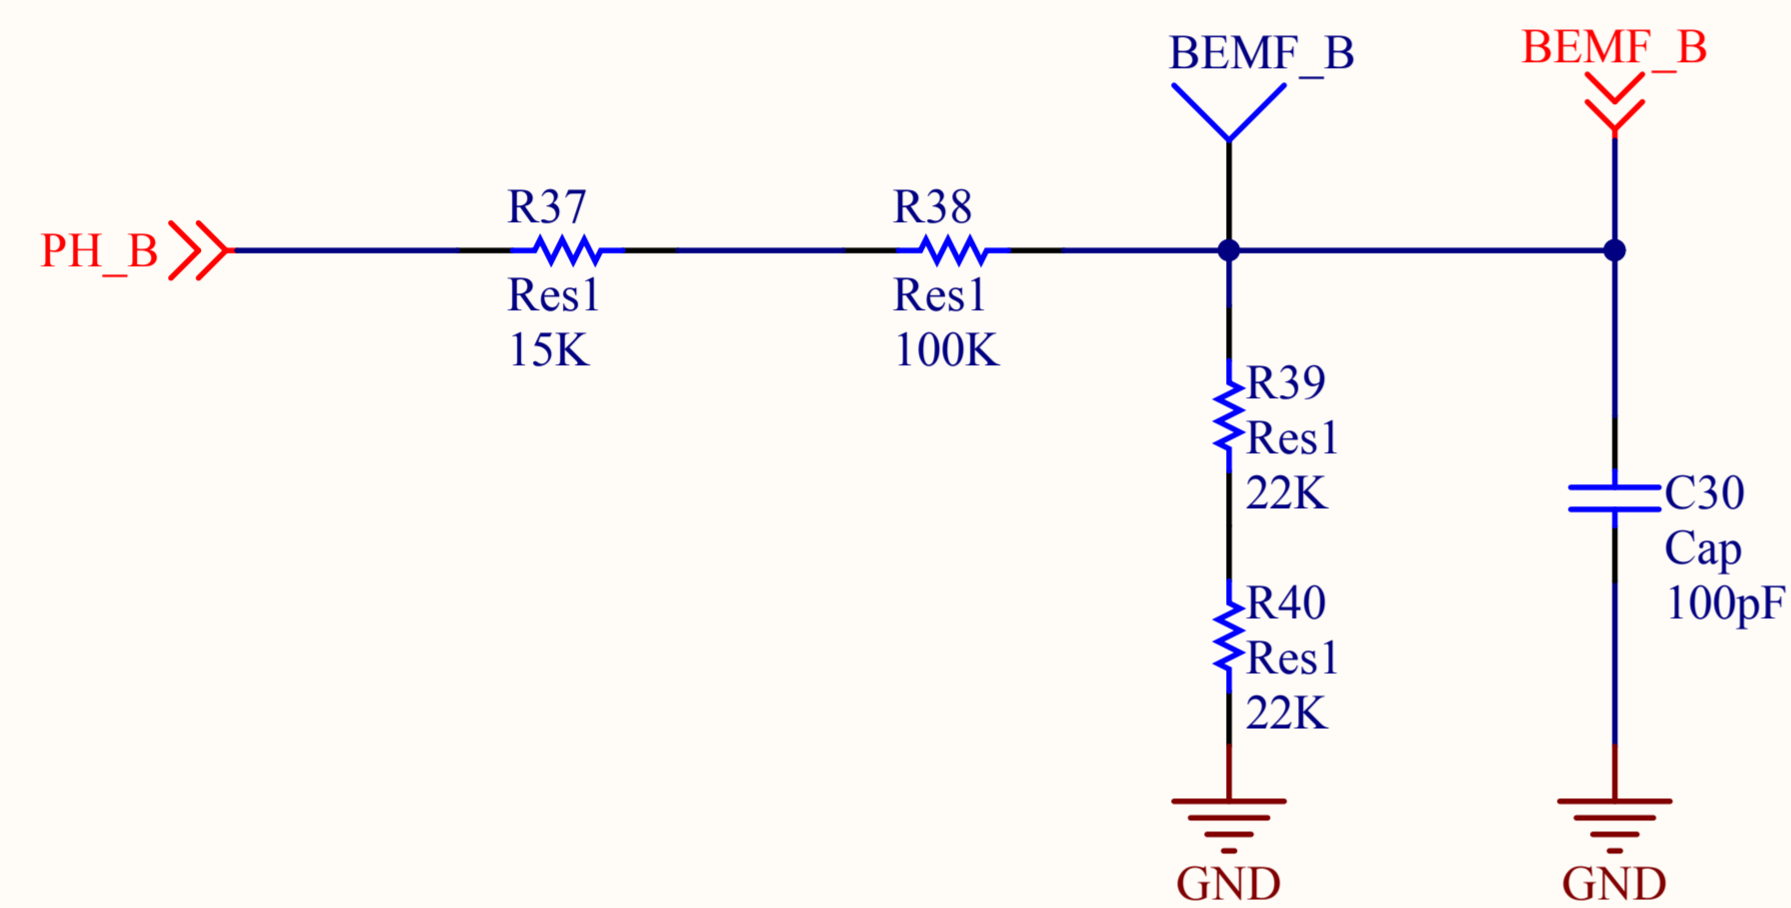 BEMF_B
BEMF_B
PH_B
R37
Res1
15K
R38
Res1
100K
R39
Res1
22K
C30
Cap
100pF
R40
Res1
22K
GND
GND